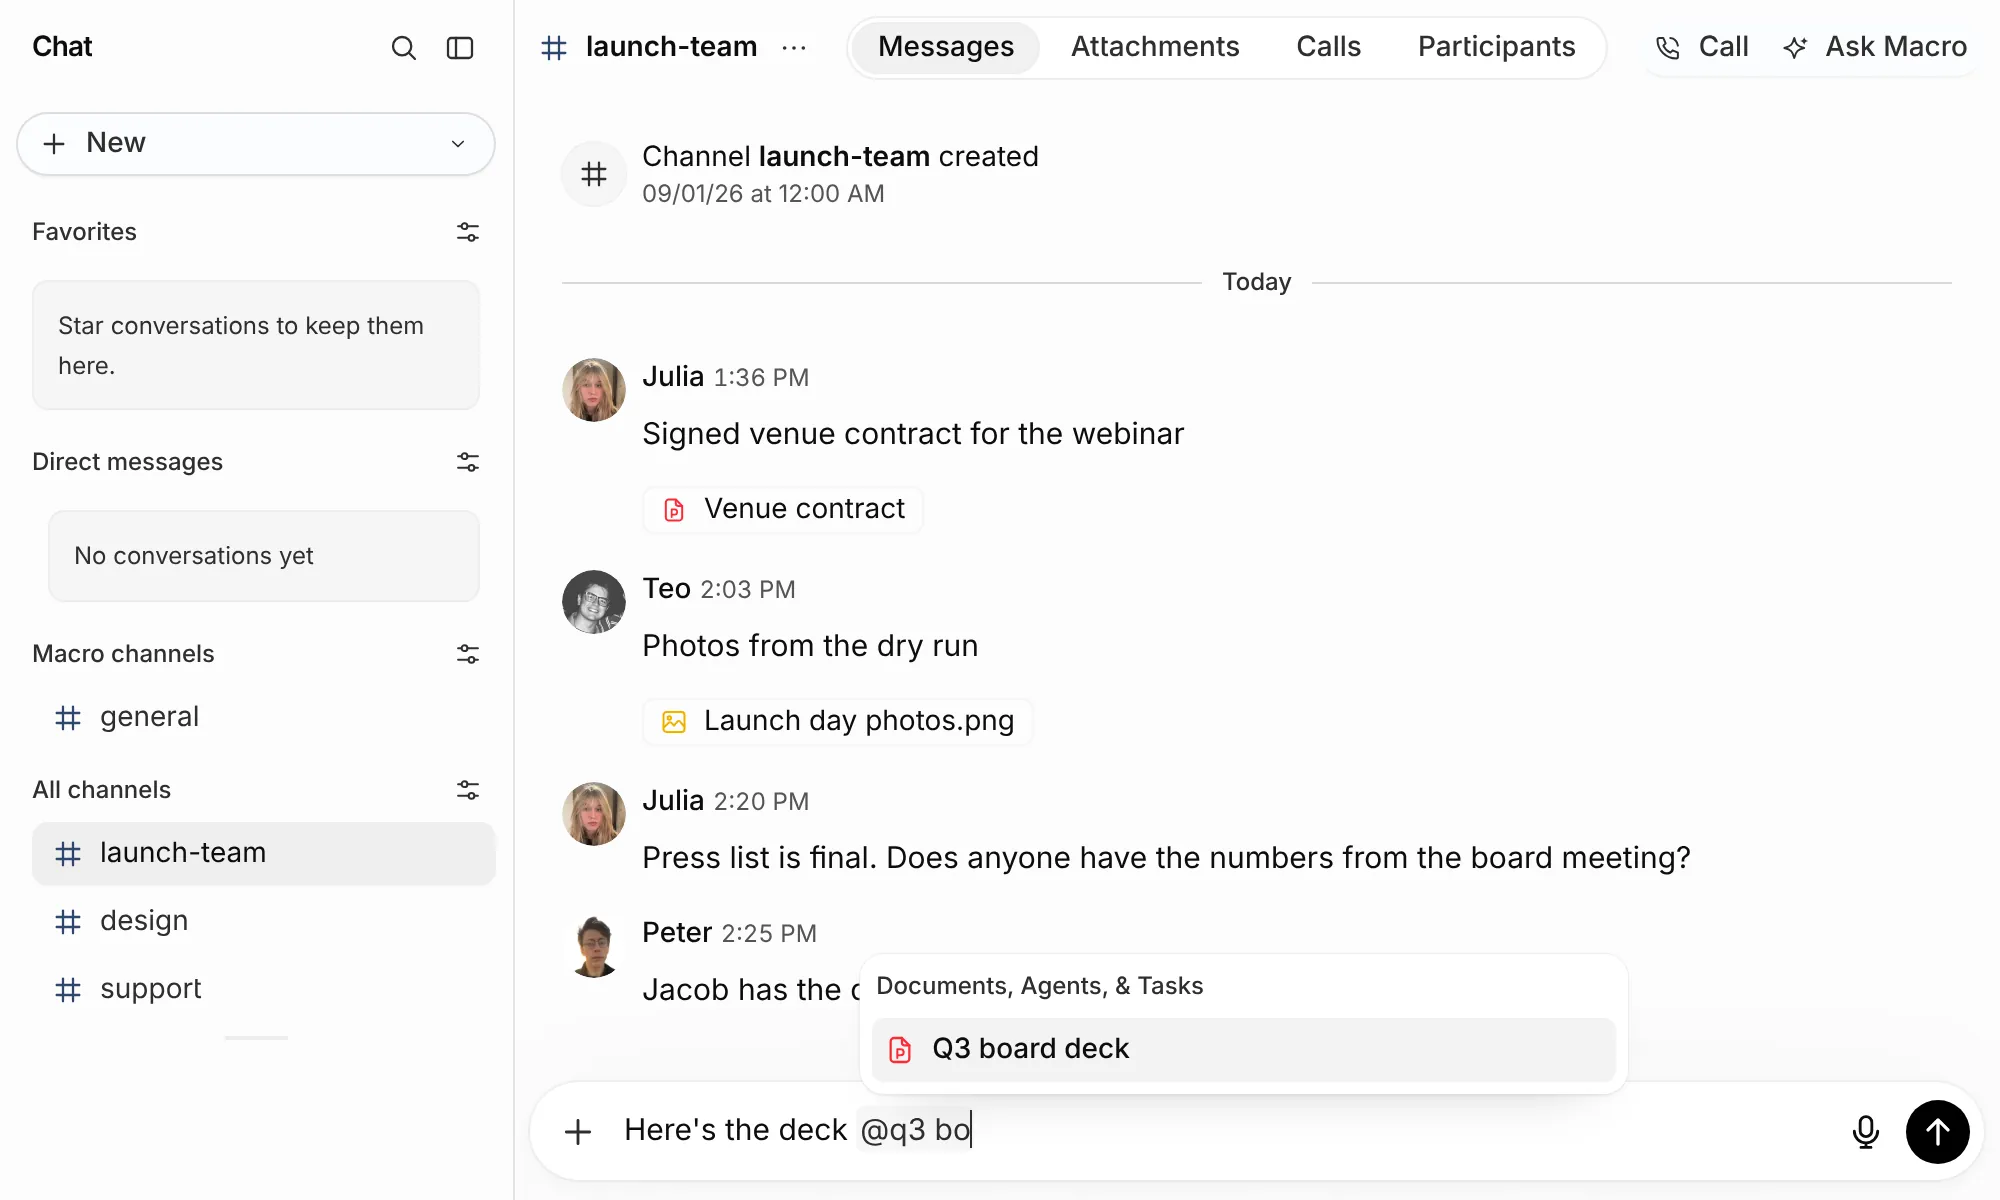 Chat
New
Favorites
Star conversations to keep them
here.
Direct messages
No conversations yet
Macro channels
general
All channels
launch-team
design
support
launch-team
Messages
Attachments
Calls
Participants
Call
Ask Macro
Channel launch-team created
09/01/26 at 12:00 AM
Today
Julia 1:36 PM
Signed venue contract for the webinar
Venue contract
Teo 2:03 PM
Photos from the dry run
Launch day photos.png
Julia 2:20 PM
Press list is final. Does anyone have the numbers from the board meeting?
Peter 2:25 PM
Jacob has the
Documents, Agents, & Tasks
Q3 board deck
Here's the deck @q3 bo